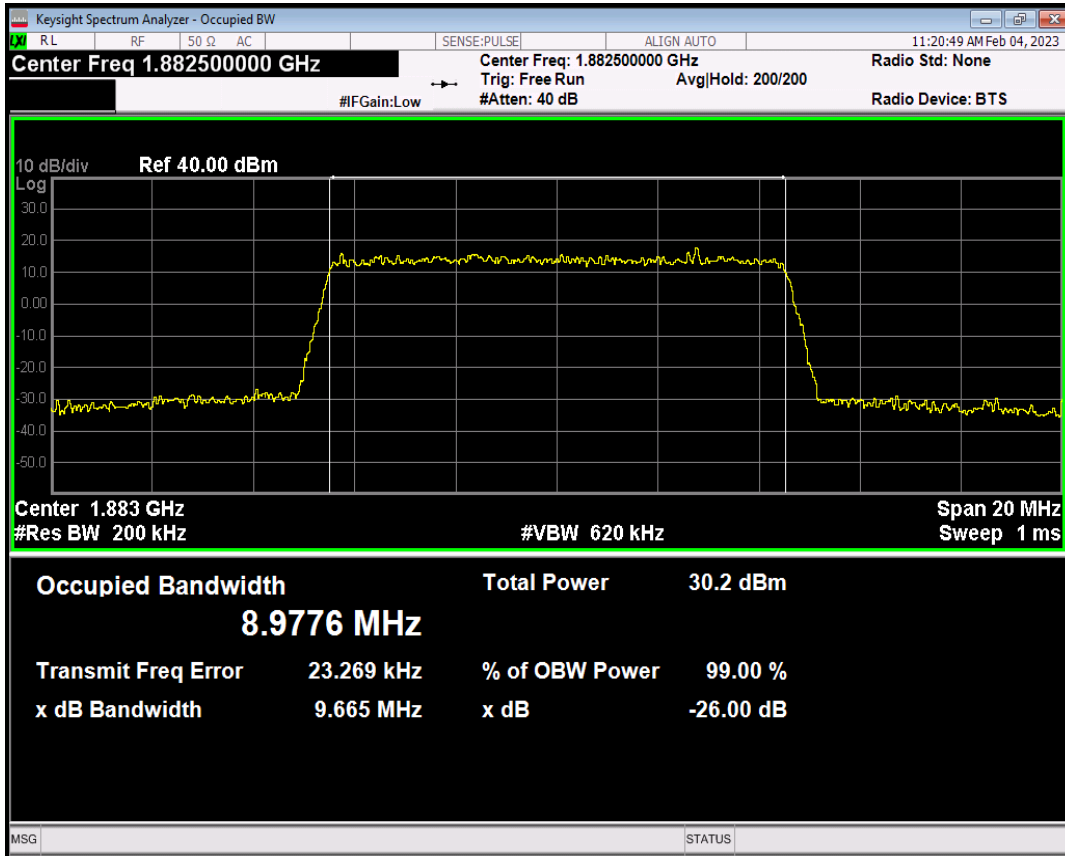 Keysight Spectrum Analyzer - Occupied BW
LXI RL RF 50 Ω AC SENSE:PULSE ALIGN AUTO 11:20:49 AM Feb 04, 2023
Center Freq 1.882500000 GHz Center Freq: 1.882500000 GHz Radio Std: None
Trig: Free Run Avg|Hold: 200/200
#IFGain:Low #Atten: 40 dB Radio Device: BTS
10 dB/div Ref 40.00 dBm
Log
30.0
20.0
10.0
0.00
-10.0
-20.0
-30.0
-40.0
-50.0
Center 1.883 GHz Span 20 MHz
#Res BW 200 kHz #VBW 620 kHz Sweep 1 ms
Occupied Bandwidth Total Power 30.2 dBm
8.9776 MHz
Transmit Freq Error 23.269 kHz % of OBW Power 99.00 %
x dB Bandwidth 9.665 MHz x dB -26.00 dB
MSG STATUS